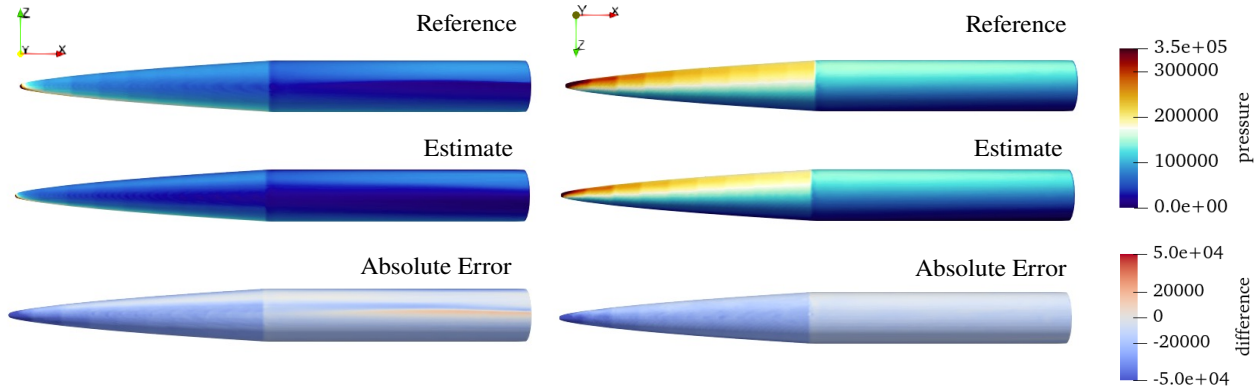 Z
Y X
Reference
Estimate
Absolute Error
Y X
Z
Reference
Estimate
Absolute Error
3.5e+05
300000
200000
100000
0.0e+00
pressure
5.0e+04
20000
0
-20000
-5.0e+04
difference